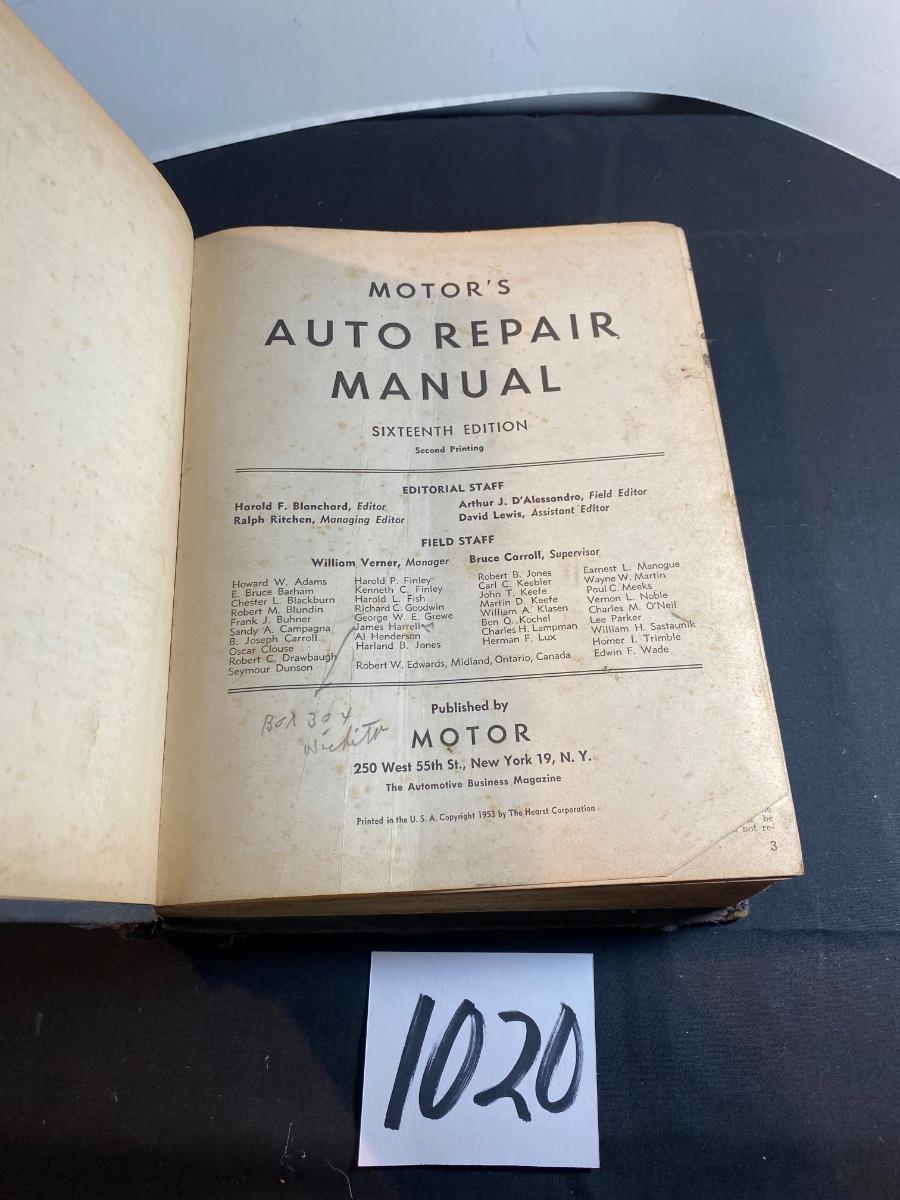 MOTOR'S
AUTO REPAIR
MANUAL
SIXTEENTH EDITION
Second Printing
EDITORIAL STAFF
Harold F. Blanchard, Editor
Ralph Ritchen, Managing Editor
Arthur J. D'Alessandro, Field Editor
David Lewis, Assistant Editor
FIELD STAFF
William Verner, Manager
Bruce Carroll, Supervisor
Howard W. Adams
E. Bruce Barham
Chester L. Blackburn
Robert M. Blundin
Frank J. Buhner
Sandy A. Campagna
B. Joseph Carroll
Oscar Clouse
Robert C. Drawbaugh
Seymour Dunson
Harold P. Finley
Kenneth C. Finley
Harold L. Fish
Richard C. Goodwin
George W. E. Grewe
James Harrell
Al Henderson
Harland B. Jones
Robert W. Edwards, Midland, Ontario, Canada
Robert B. Jones
Carl C. Keebler
John T. Keefe
Martin D. Keefe
William A. Klasen
Ben O. Kochel
Charles H. Lampman
Herman F. Lux
Earnest L. Manogue
Wayne W. Martin
Paul C. Meeks
Vernon L. Noble
Charles M. O'Neil
Lee Parker
William H. Sastaunik
Homer I. Trimble
Edwin F. Wade
Box 304
Wichita
Published by
MOTOR
250 West 55th St., New York 19, N. Y.
The Automotive Business Magazine
Printed in the U. S. A. Copyright 1953 by The Hearst Corporation
be
not re-
3
1020